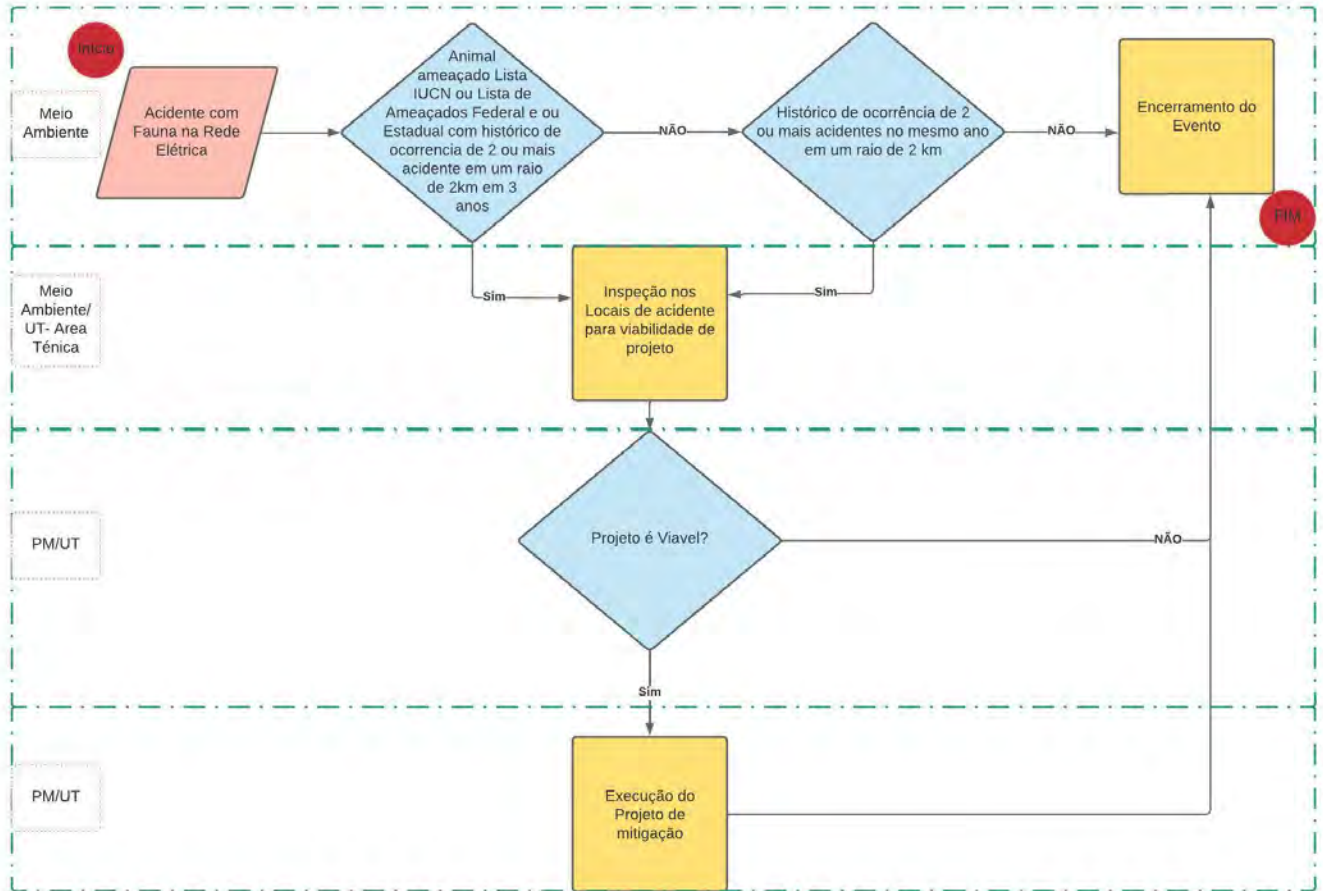 Início
Meio
Ambiente
Acidente com
Fauna na Rede
Elétrica
Animal
ameaçado Lista
IUCN ou Lista de
Ameaçados Federal e ou
Estadual com histórico de
ocorrencia de 2 ou mais
acidente em um raio
de 2km em 3
anos
NÃO
Histórico de ocorrência de 2
ou mais acidentes no mesmo ano
em um raio de 2 km
NÃO
Encerramento do
Evento
FIM
Meio
Ambiente/
UT- Area
Ténica
Sim
Inspeção nos
Locais de acidente
para viabilidade de
projeto
Sim
PM/UT
Projeto é Viavel?
NÃO
Sim
PM/UT
Execução do
Projeto de
mitigação